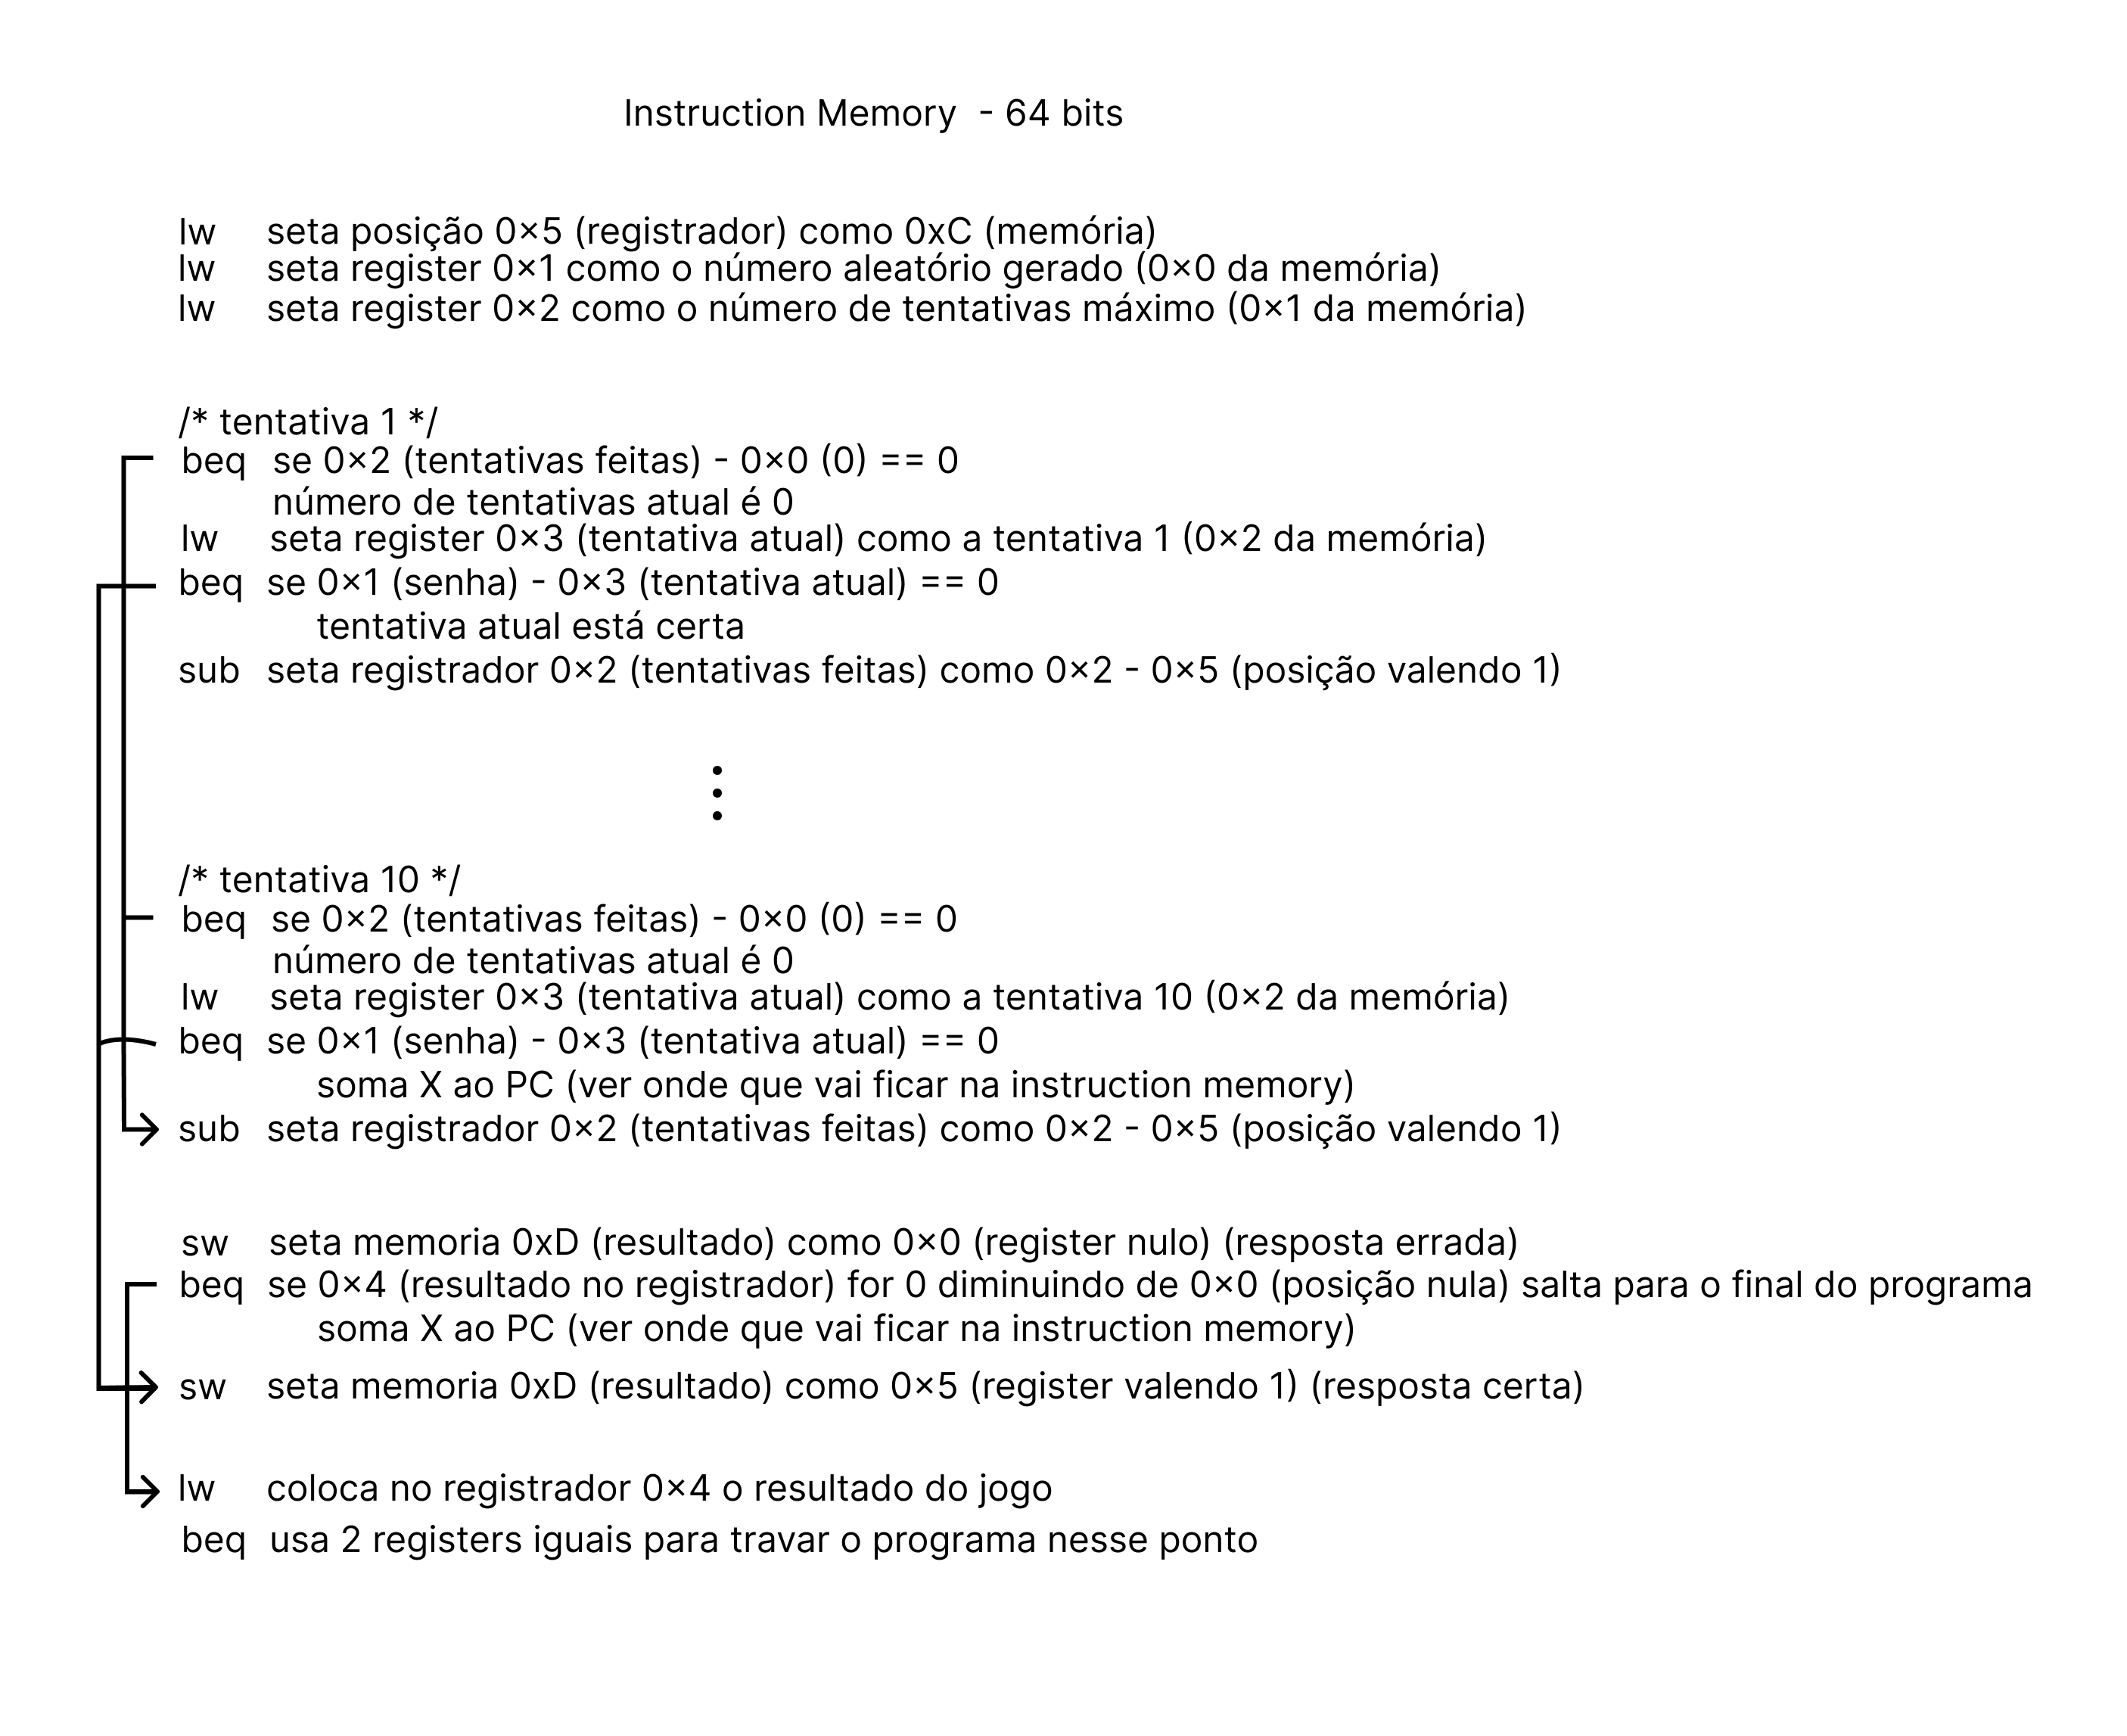 Instruction Memory - 64 bits
lw seta posição 0×5 (registrador) como 0xC (memória)
lw seta register 0×1 como o número aleatório gerado (0×0 da memória)
lw seta register 0×2 como o número de tentativas máximo (0×1 da memória)
/* tentativa 1 */
beq se 0×2 (tentativas feitas) - 0×0 (0) == 0
número de tentativas atual é 0
lw seta register 0×3 (tentativa atual) como a tentativa 1 (0×2 da memória)
beq se 0×1 (senha) - 0×3 (tentativa atual) == 0
tentativa atual está certa
sub seta registrador 0×2 (tentativas feitas) como 0×2 - 0×5 (posição valendo 1)
/* tentativa 10 */
beq se 0×2 (tentativas feitas) - 0×0 (0) == 0
número de tentativas atual é 0
lw seta register 0×3 (tentativa atual) como a tentativa 10 (0×2 da memória)
beq se 0×1 (senha) - 0×3 (tentativa atual) == 0
soma X ao PC (ver onde que vai ficar na instruction memory)
sub seta registrador 0×2 (tentativas feitas) como 0×2 - 0×5 (posição valendo 1)
sw seta memoria 0xD (resultado) como 0×0 (register nulo) (resposta errada)
beq se 0×4 (resultado no registrador) for 0 diminuindo de 0×0 (posição nula) salta para o final do programa
soma X ao PC (ver onde que vai ficar na instruction memory)
sw seta memoria 0xD (resultado) como 0×5 (register valendo 1) (resposta certa)
lw coloca no registrador 0×4 o resultado do jogo
beq usa 2 registers iguais para travar o programa nesse ponto